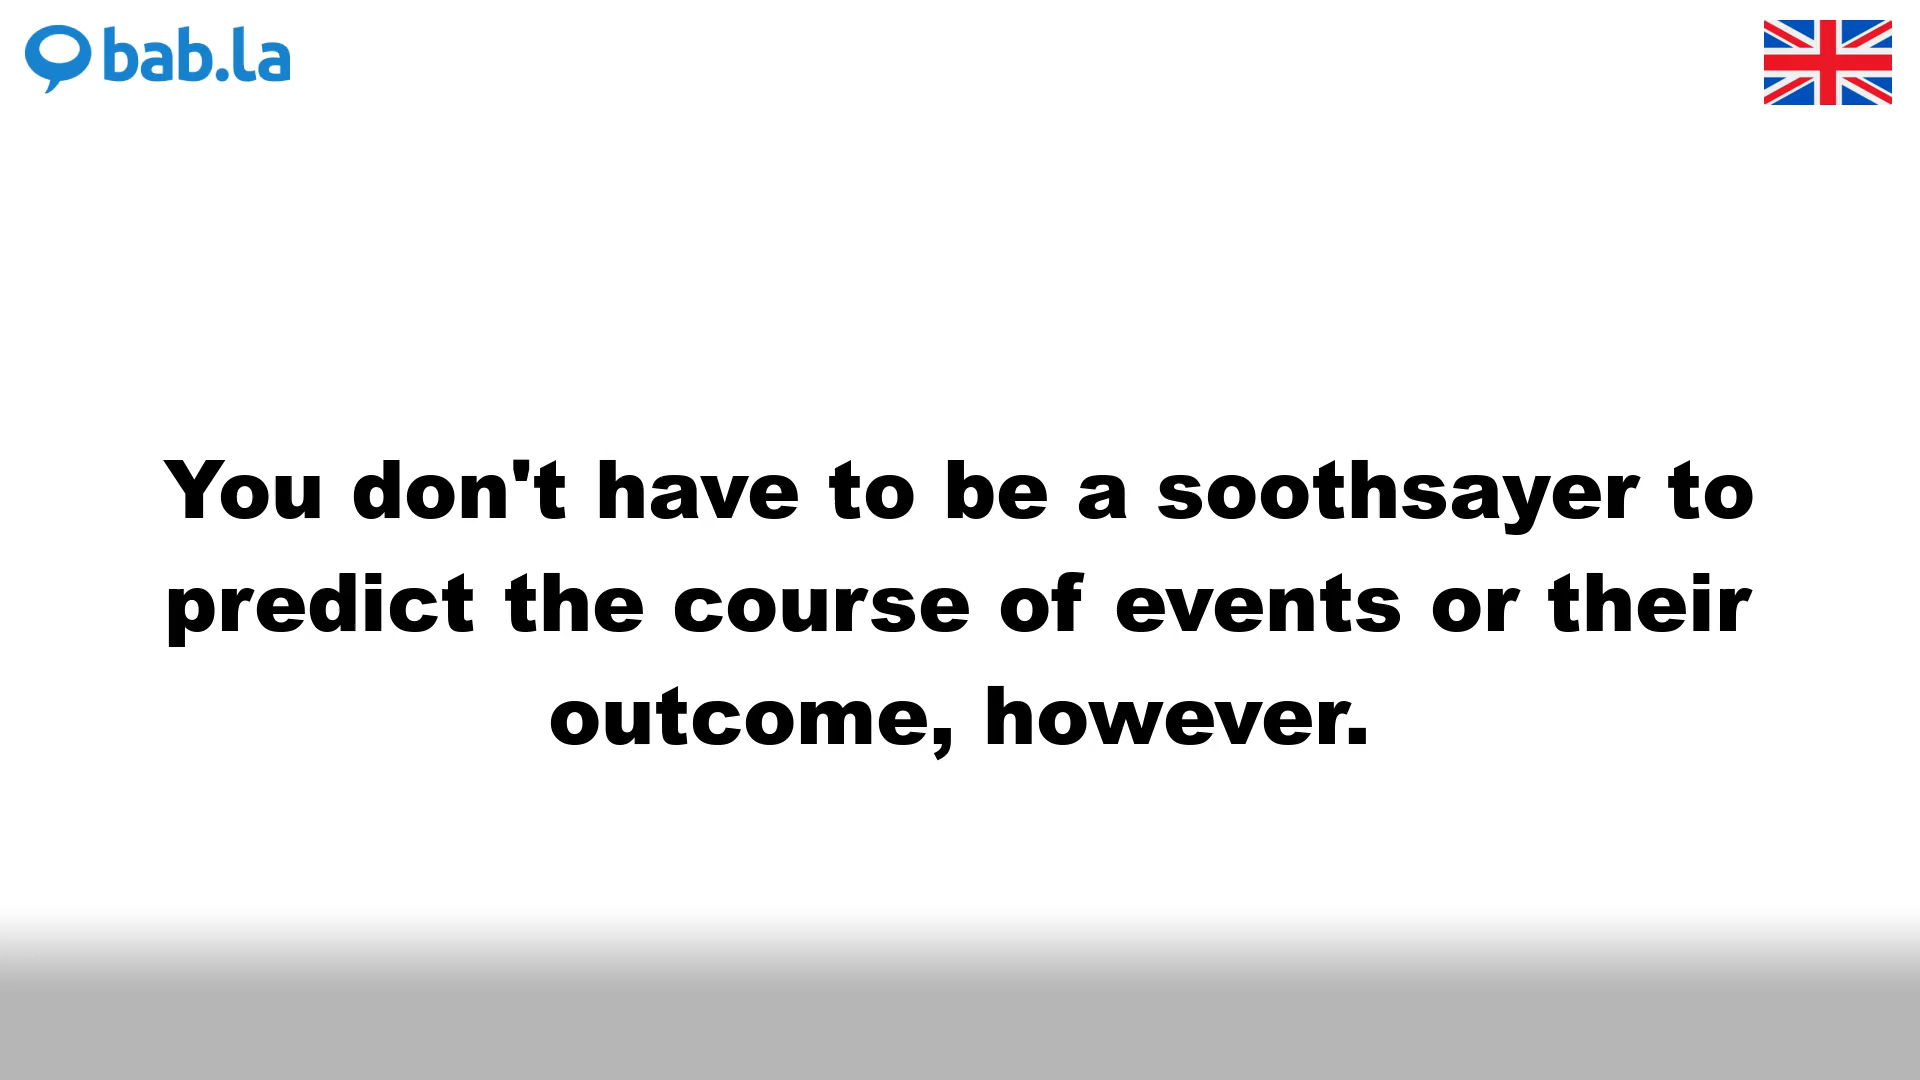 bab.la
You don't have to be a soothsayer to
predict the course of events or their
outcome, however.